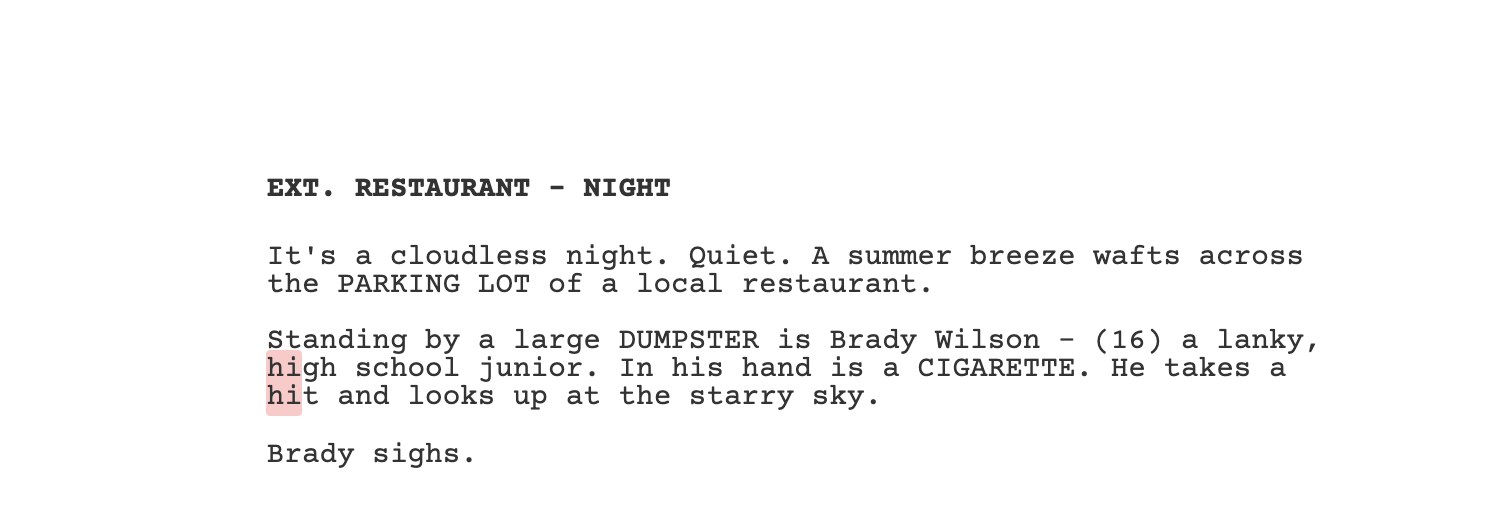 EXT. RESTAURANT - NIGHT
It's a cloudless night. Quiet. A summer breeze wafts across
the PARKING LOT of a local restaurant.
Standing by a large DUMPSTER is Brady Wilson - (16) a lanky,
high school junior. In his hand is a CIGARETTE. He takes a
hit and looks up at the starry sky.
Brady sighs.